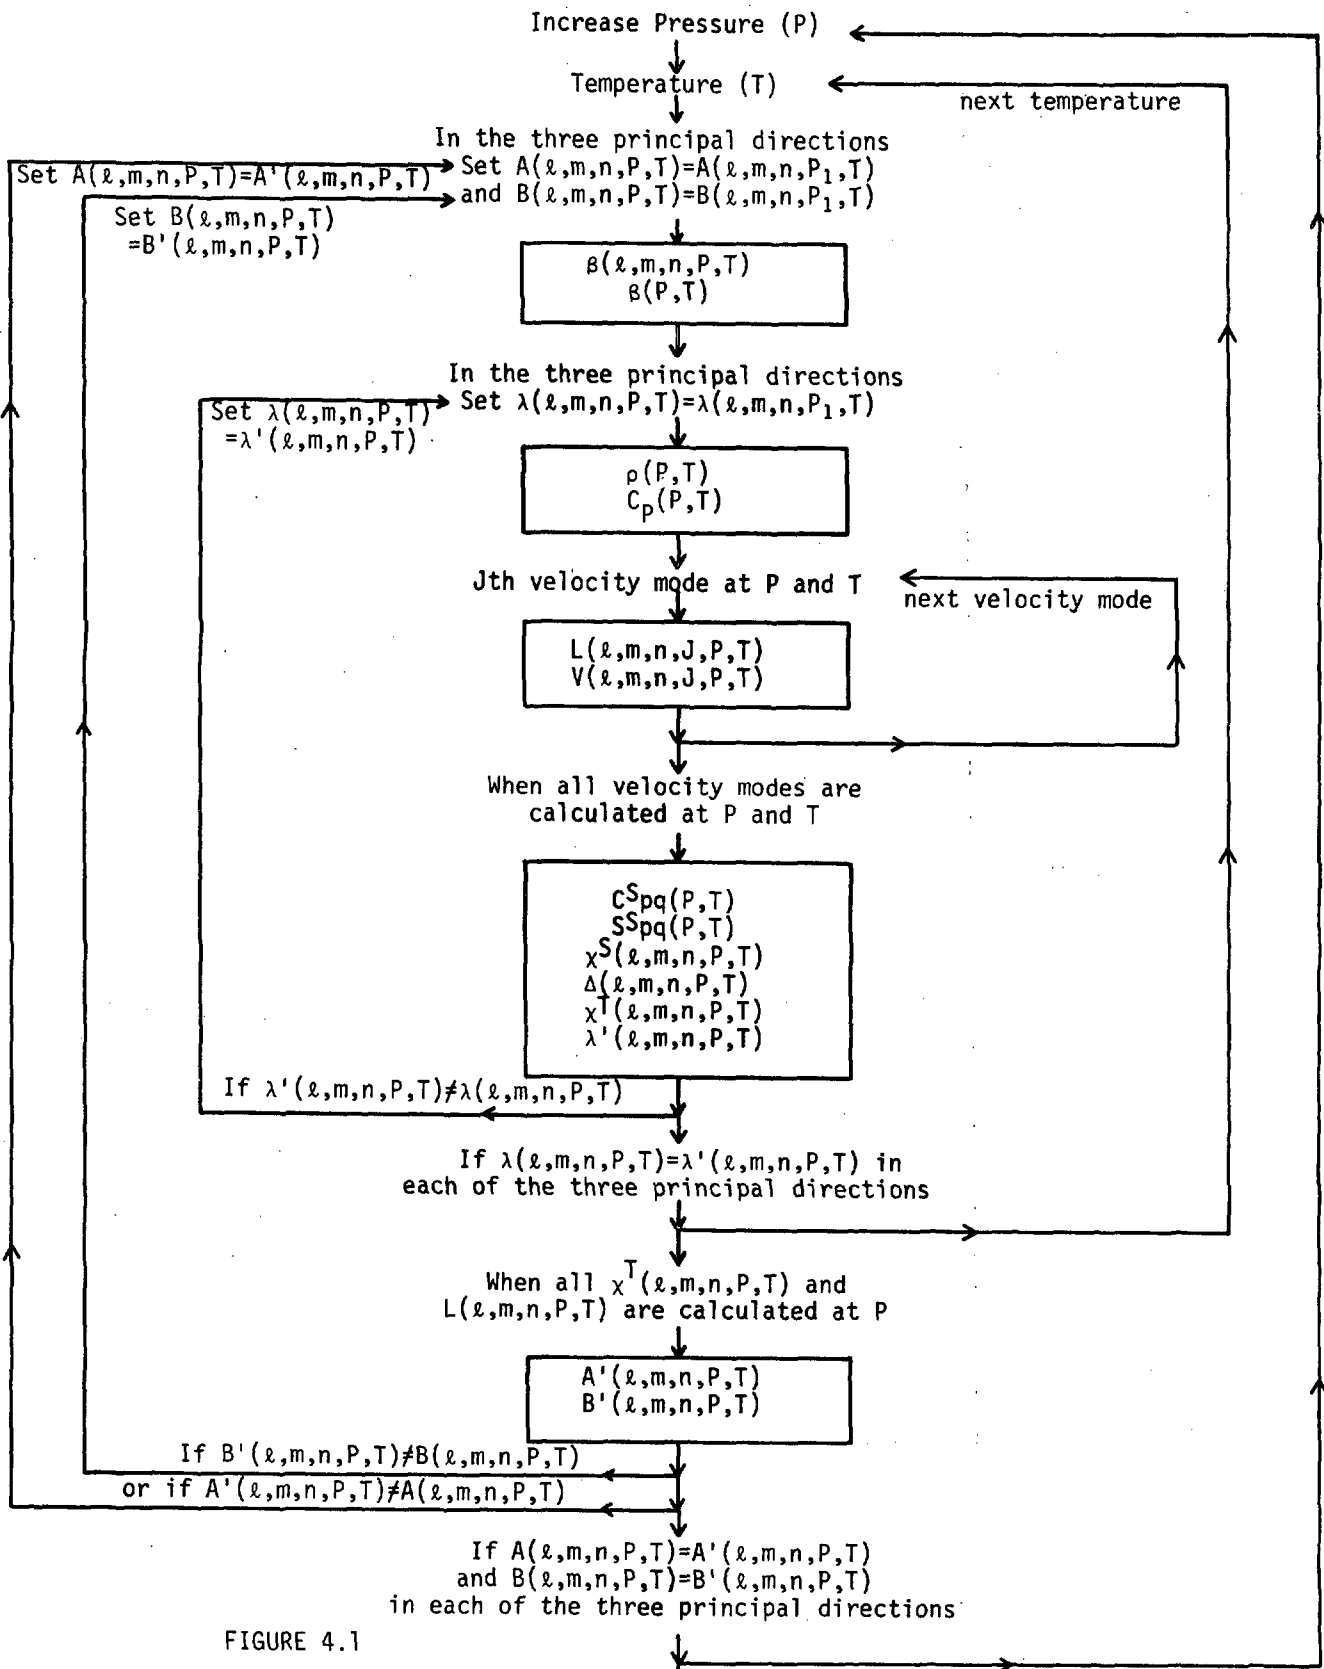 Increase Pressure (P)
Temperature (T)
next temperature
In the three principal directions
Set A(ℓ,m,n,P,T)=A'(ℓ,m,n,P,T)
Set A(ℓ,m,n,P,T)=A(ℓ,m,n,P₁,T)
and B(ℓ,m,n,P,T)=B(ℓ,m,n,P₁,T)
Set B(ℓ,m,n,P,T)
=B'(ℓ,m,n,P,T)
β(ℓ,m,n,P,T)
β(P,T)
In the three principal directions
Set λ(ℓ,m,n,P,T)=λ(ℓ,m,n,P₁,T)
Set λ(ℓ,m,n,P,T)
=λ'(ℓ,m,n,P,T)
ρ(P,T)
Cₚ(P,T)
Jth velocity mode at P and T
next velocity mode
L(ℓ,m,n,J,P,T)
V(ℓ,m,n,J,P,T)
When all velocity modes are
calculated at P and T
Cˢpq(P,T)
Sˢpq(P,T)
χˢ(ℓ,m,n,P,T)
Δ(ℓ,m,n,P,T)
χᵀ(ℓ,m,n,P,T)
λ'(ℓ,m,n,P,T)
If λ'(ℓ,m,n,P,T)≠λ(ℓ,m,n,P,T)
If λ(ℓ,m,n,P,T)=λ'(ℓ,m,n,P,T) in
each of the three principal directions
When all χᵀ(ℓ,m,n,P,T) and
L(ℓ,m,n,P,T) are calculated at P
A'(ℓ,m,n,P,T)
B'(ℓ,m,n,P,T)
If B'(ℓ,m,n,P,T)≠B(ℓ,m,n,P,T)
or if A'(ℓ,m,n,P,T)≠A(ℓ,m,n,P,T)
If A(ℓ,m,n,P,T)=A'(ℓ,m,n,P,T)
and B(ℓ,m,n,P,T)=B'(ℓ,m,n,P,T)
in each of the three principal directions
FIGURE 4.1